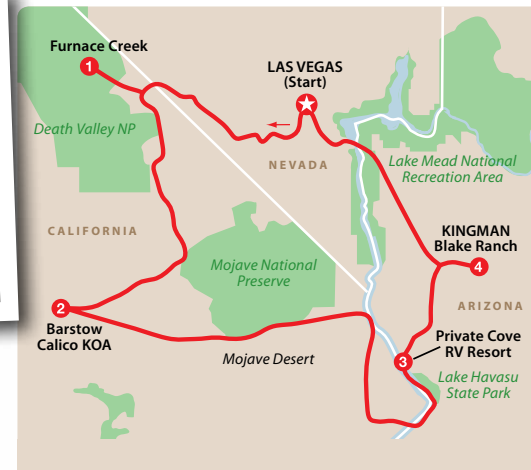 Furnace Creek
1
LAS VEGAS
(Start)
Death Valley NP
NEVADA
Lake Mead National
Recreation Area
CALIFORNIA
KINGMAN
Blake Ranch
4
Mojave National
Preserve
ARIZONA
2
Barstow
Calico KOA
Private Cove
RV Resort
3
Mojave Desert
Lake Havasu
State Park